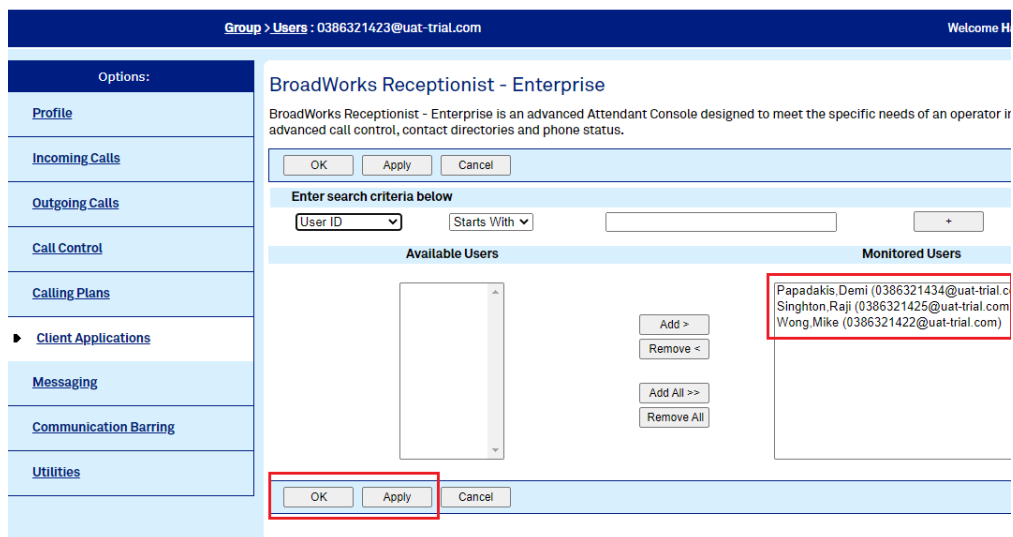 Group > Users : 0386321423@uat-trial.com
Welcome
Options:
Profile
Incoming Calls
Outgoing Calls
Call Control
Calling Plans
Client Applications
Messaging
Communication Barring
Utilities
BroadWorks Receptionist - Enterprise
BroadWorks Receptionist - Enterprise is an advanced Attendant Console designed to meet the specific needs of an operator
advanced call control, contact directories and phone status.
OK Apply Cancel
Enter search criteria below
User ID Starts With +
Available Users Monitored Users
Papadakis,Demi (0386321434@uat-trial.c
Singhton,Raji (0386321425@uat-trial.com
Wong,Mike (0386321422@uat-trial.com)
Add >
Remove <
Add All >>
Remove All
OK Apply Cancel